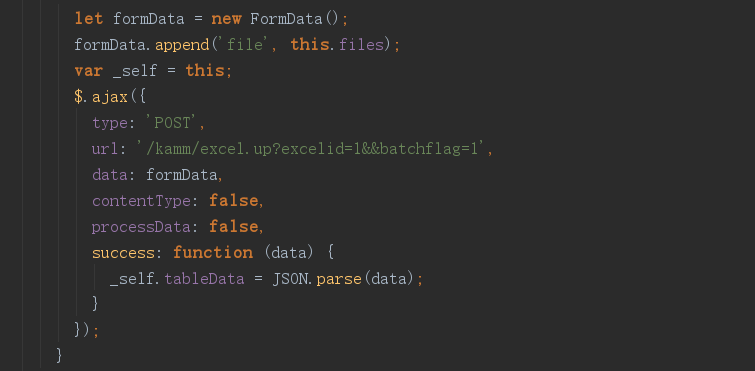 let formData = new FormData();
formData.append('file', this.files);
var _self = this;
$.ajax({
type: 'POST',
url: '/kamm/excel.up?excelid=1&&batchflag=1',
data: formData,
contentType: false,
processData: false,
success: function (data) {
_self.tableData = JSON.parse(data);
}
});
}